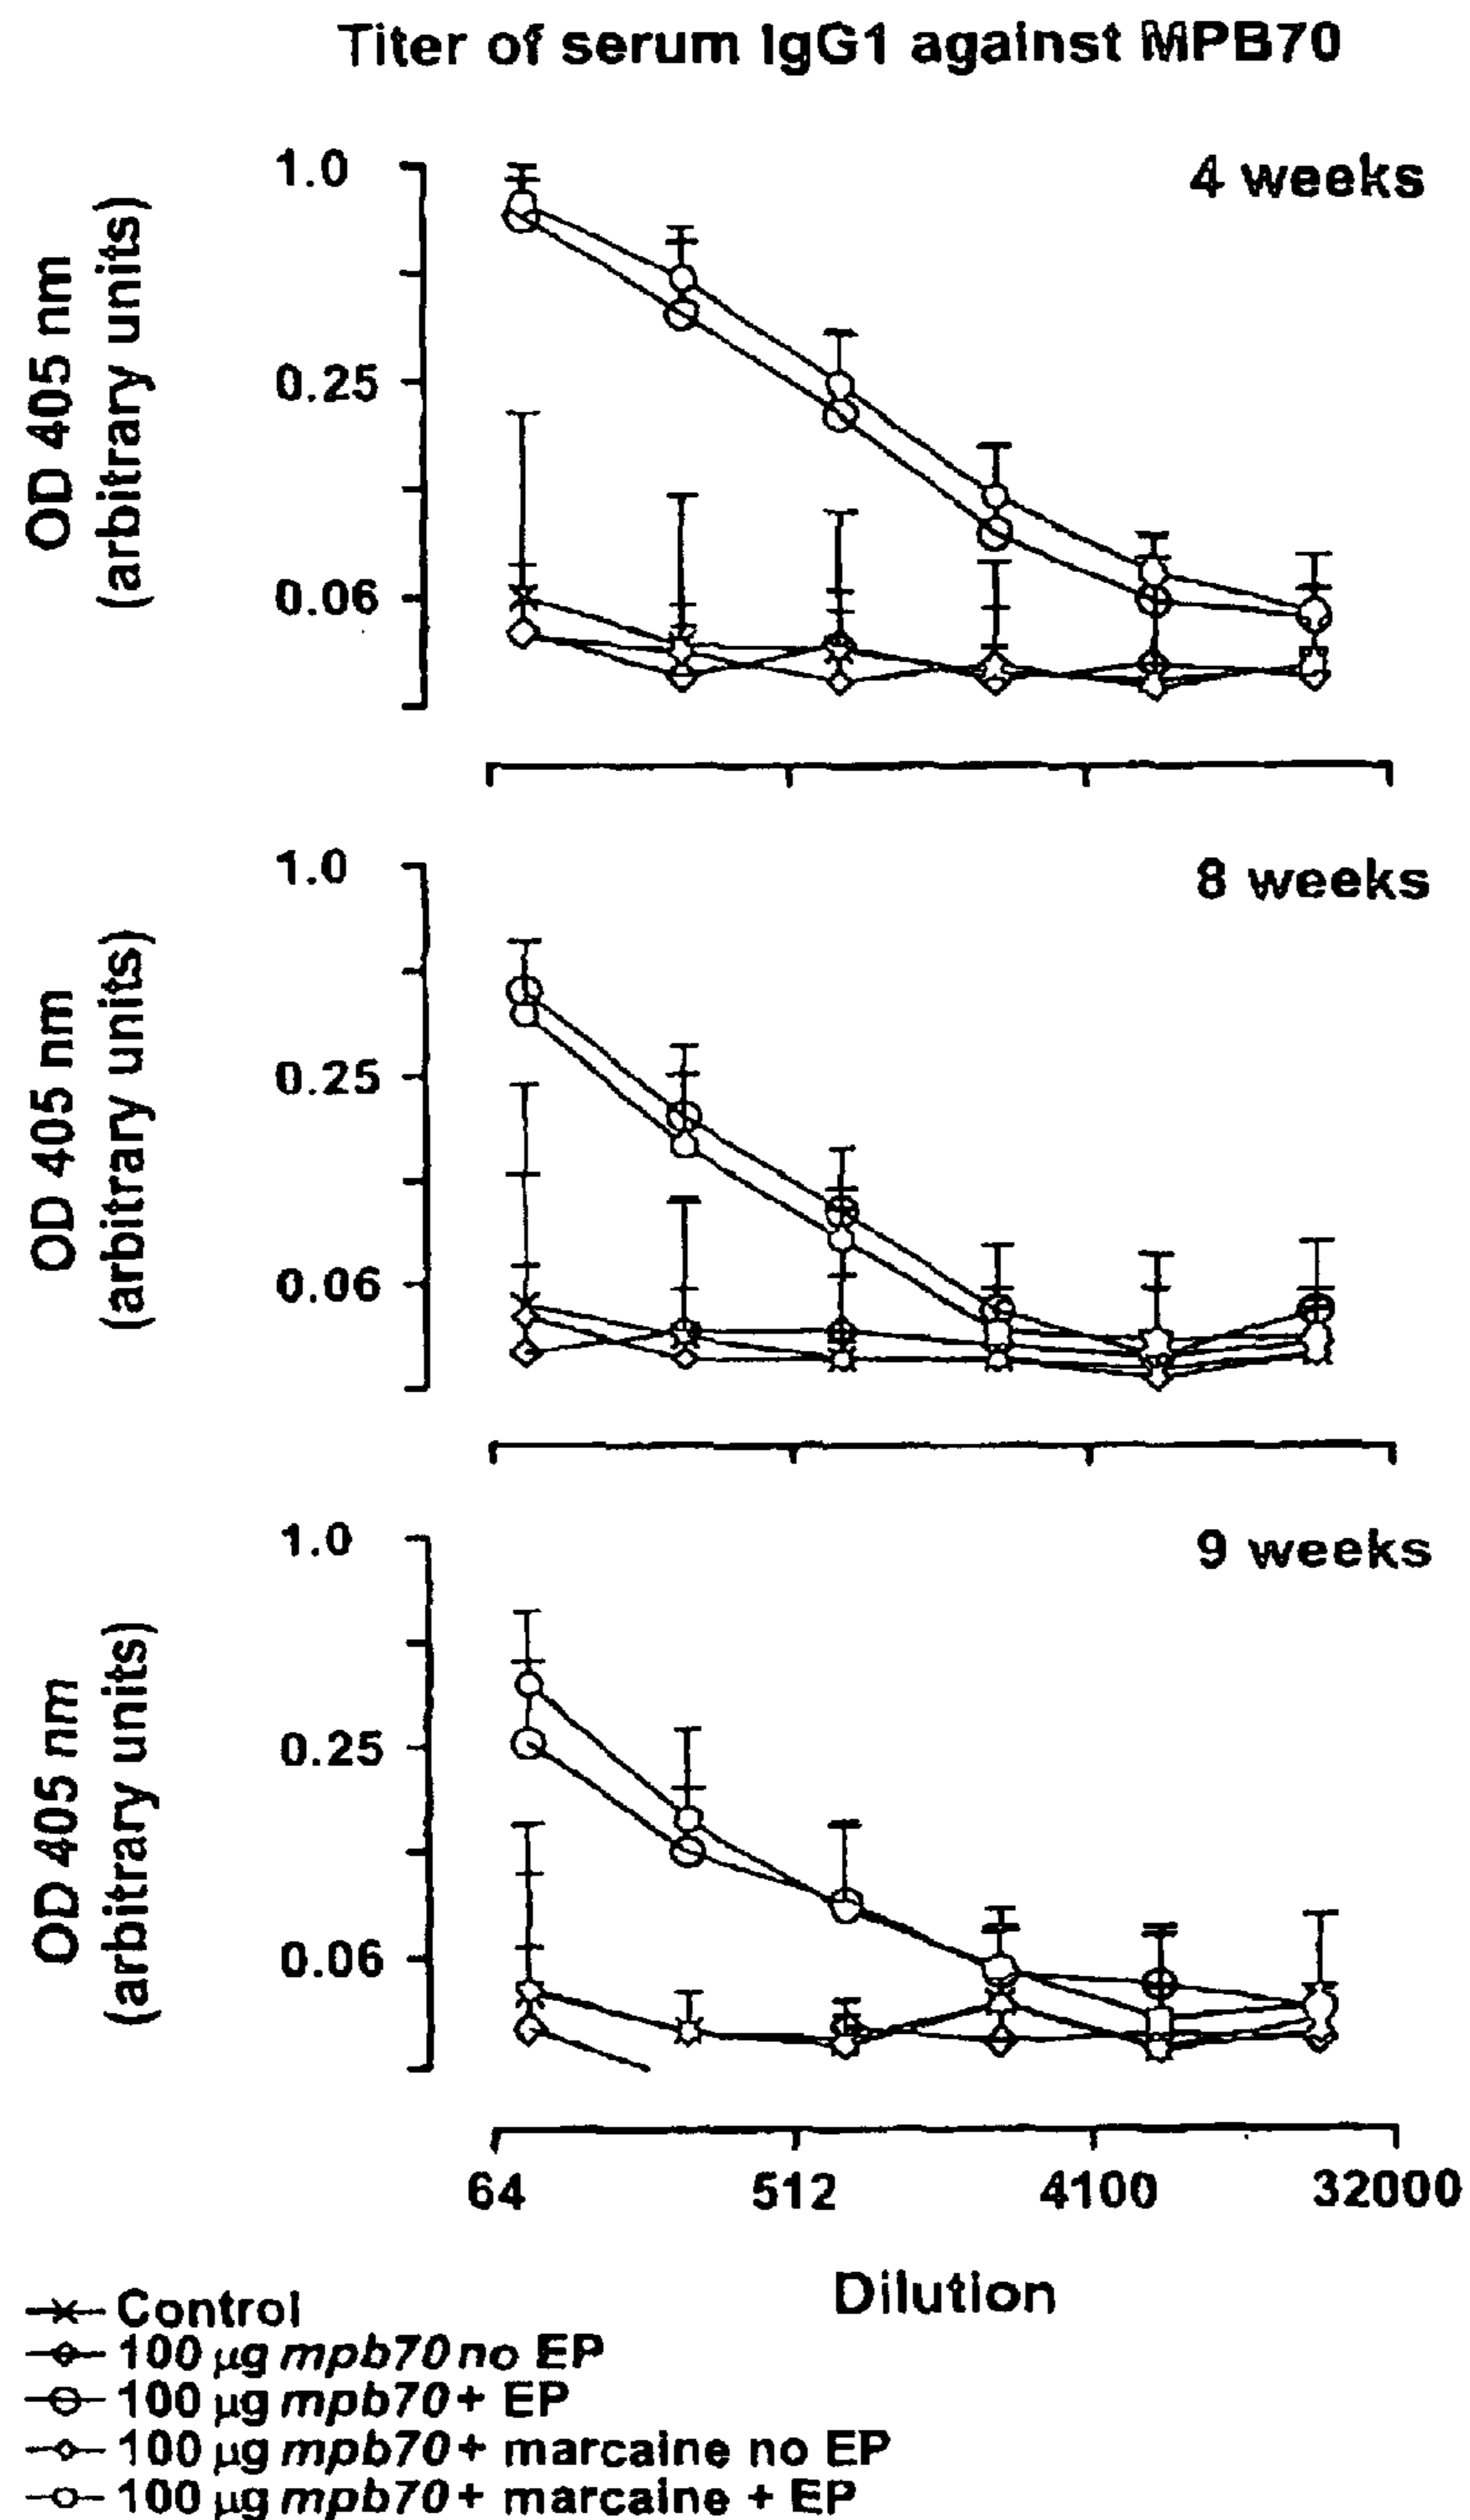 Titer of serum IgG1 against MPB70
4 weeks
OD 405 nm
(arbitrary units)
1.0
0.25
0.06
8 weeks
OD 405 nm
(arbitrary units)
1.0
0.25
0.06
9 weeks
OD 405 nm
(arbitrary units)
1.0
0.25
0.06
64 512 4100 32000
Dilution
Control
100 µg mpb70 no EP
100 µg mpb70 + EP
100 µg mpb70 + marcaine no EP
100 µg mpb70 + marcaine + EP